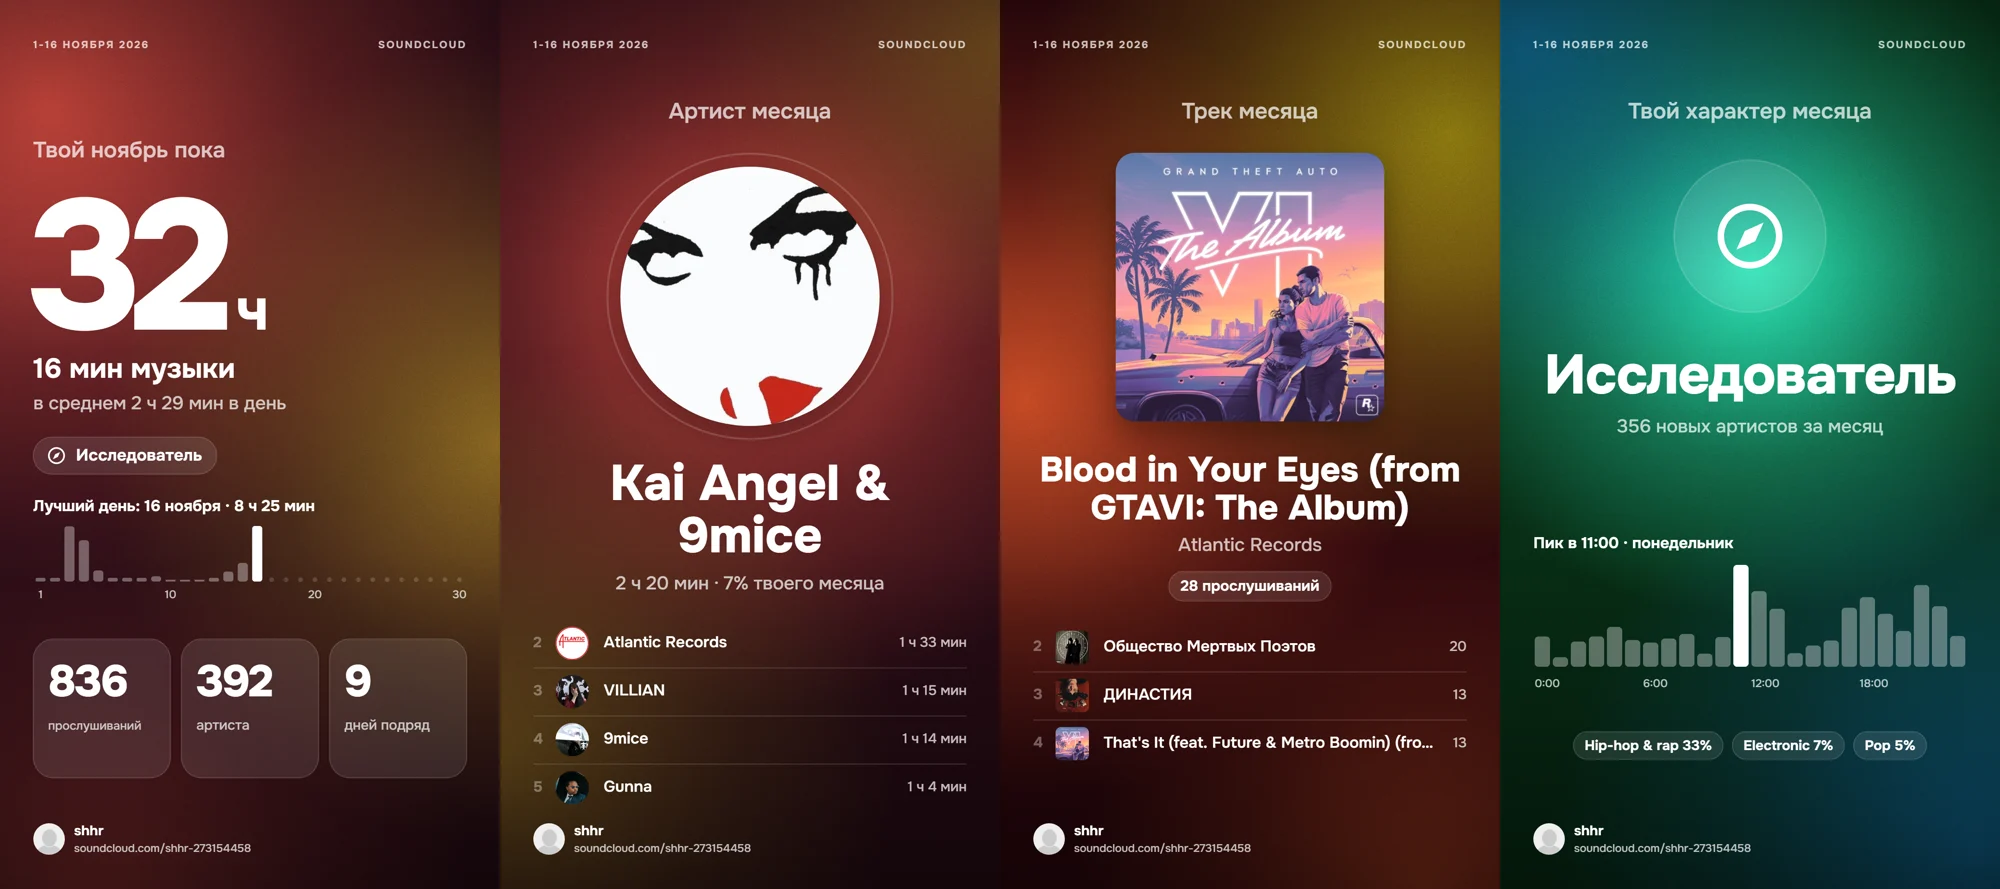 1-16 НОЯБРЯ 2026
SOUNDCLOUD
Твой ноябрь пока
32 ч
16 мин музыки
в среднем 2 ч 29 мин в день
Исследователь
Лучший день: 16 ноября · 8 ч 25 мин
1 10 20 30
836
прослушиваний
392
артиста
9
дней подряд
shhr
soundcloud.com/shhr-273154458
1-16 НОЯБРЯ 2026
SOUNDCLOUD
Артист месяца
Kai Angel &
9mice
2 ч 20 мин · 7% твоего месяца
2 ATLANTIC Atlantic Records 1 ч 33 мин
3 VILLIAN 1 ч 15 мин
4 9mice 1 ч 14 мин
5 Gunna 1 ч 4 мин
shhr
soundcloud.com/shhr-273154458
1-16 НОЯБРЯ 2026
SOUNDCLOUD
Трек месяца
GRAND THEFT AUTO
VI
The Album
R
Blood in Your Eyes (from
GTAVI: The Album)
Atlantic Records
28 прослушиваний
2 Общество Мертвых Поэтов 20
3 ДИНАСТИЯ 13
4 That's It (feat. Future & Metro Boomin) (fro... 13
shhr
soundcloud.com/shhr-273154458
1-16 НОЯБРЯ 2026
SOUNDCLOUD
Твой характер месяца
Исследователь
356 новых артистов за месяц
Пик в 11:00 · понедельник
0:00 6:00 12:00 18:00
Hip-hop & rap 33%
Electronic 7%
Pop 5%
shhr
soundcloud.com/shhr-273154458